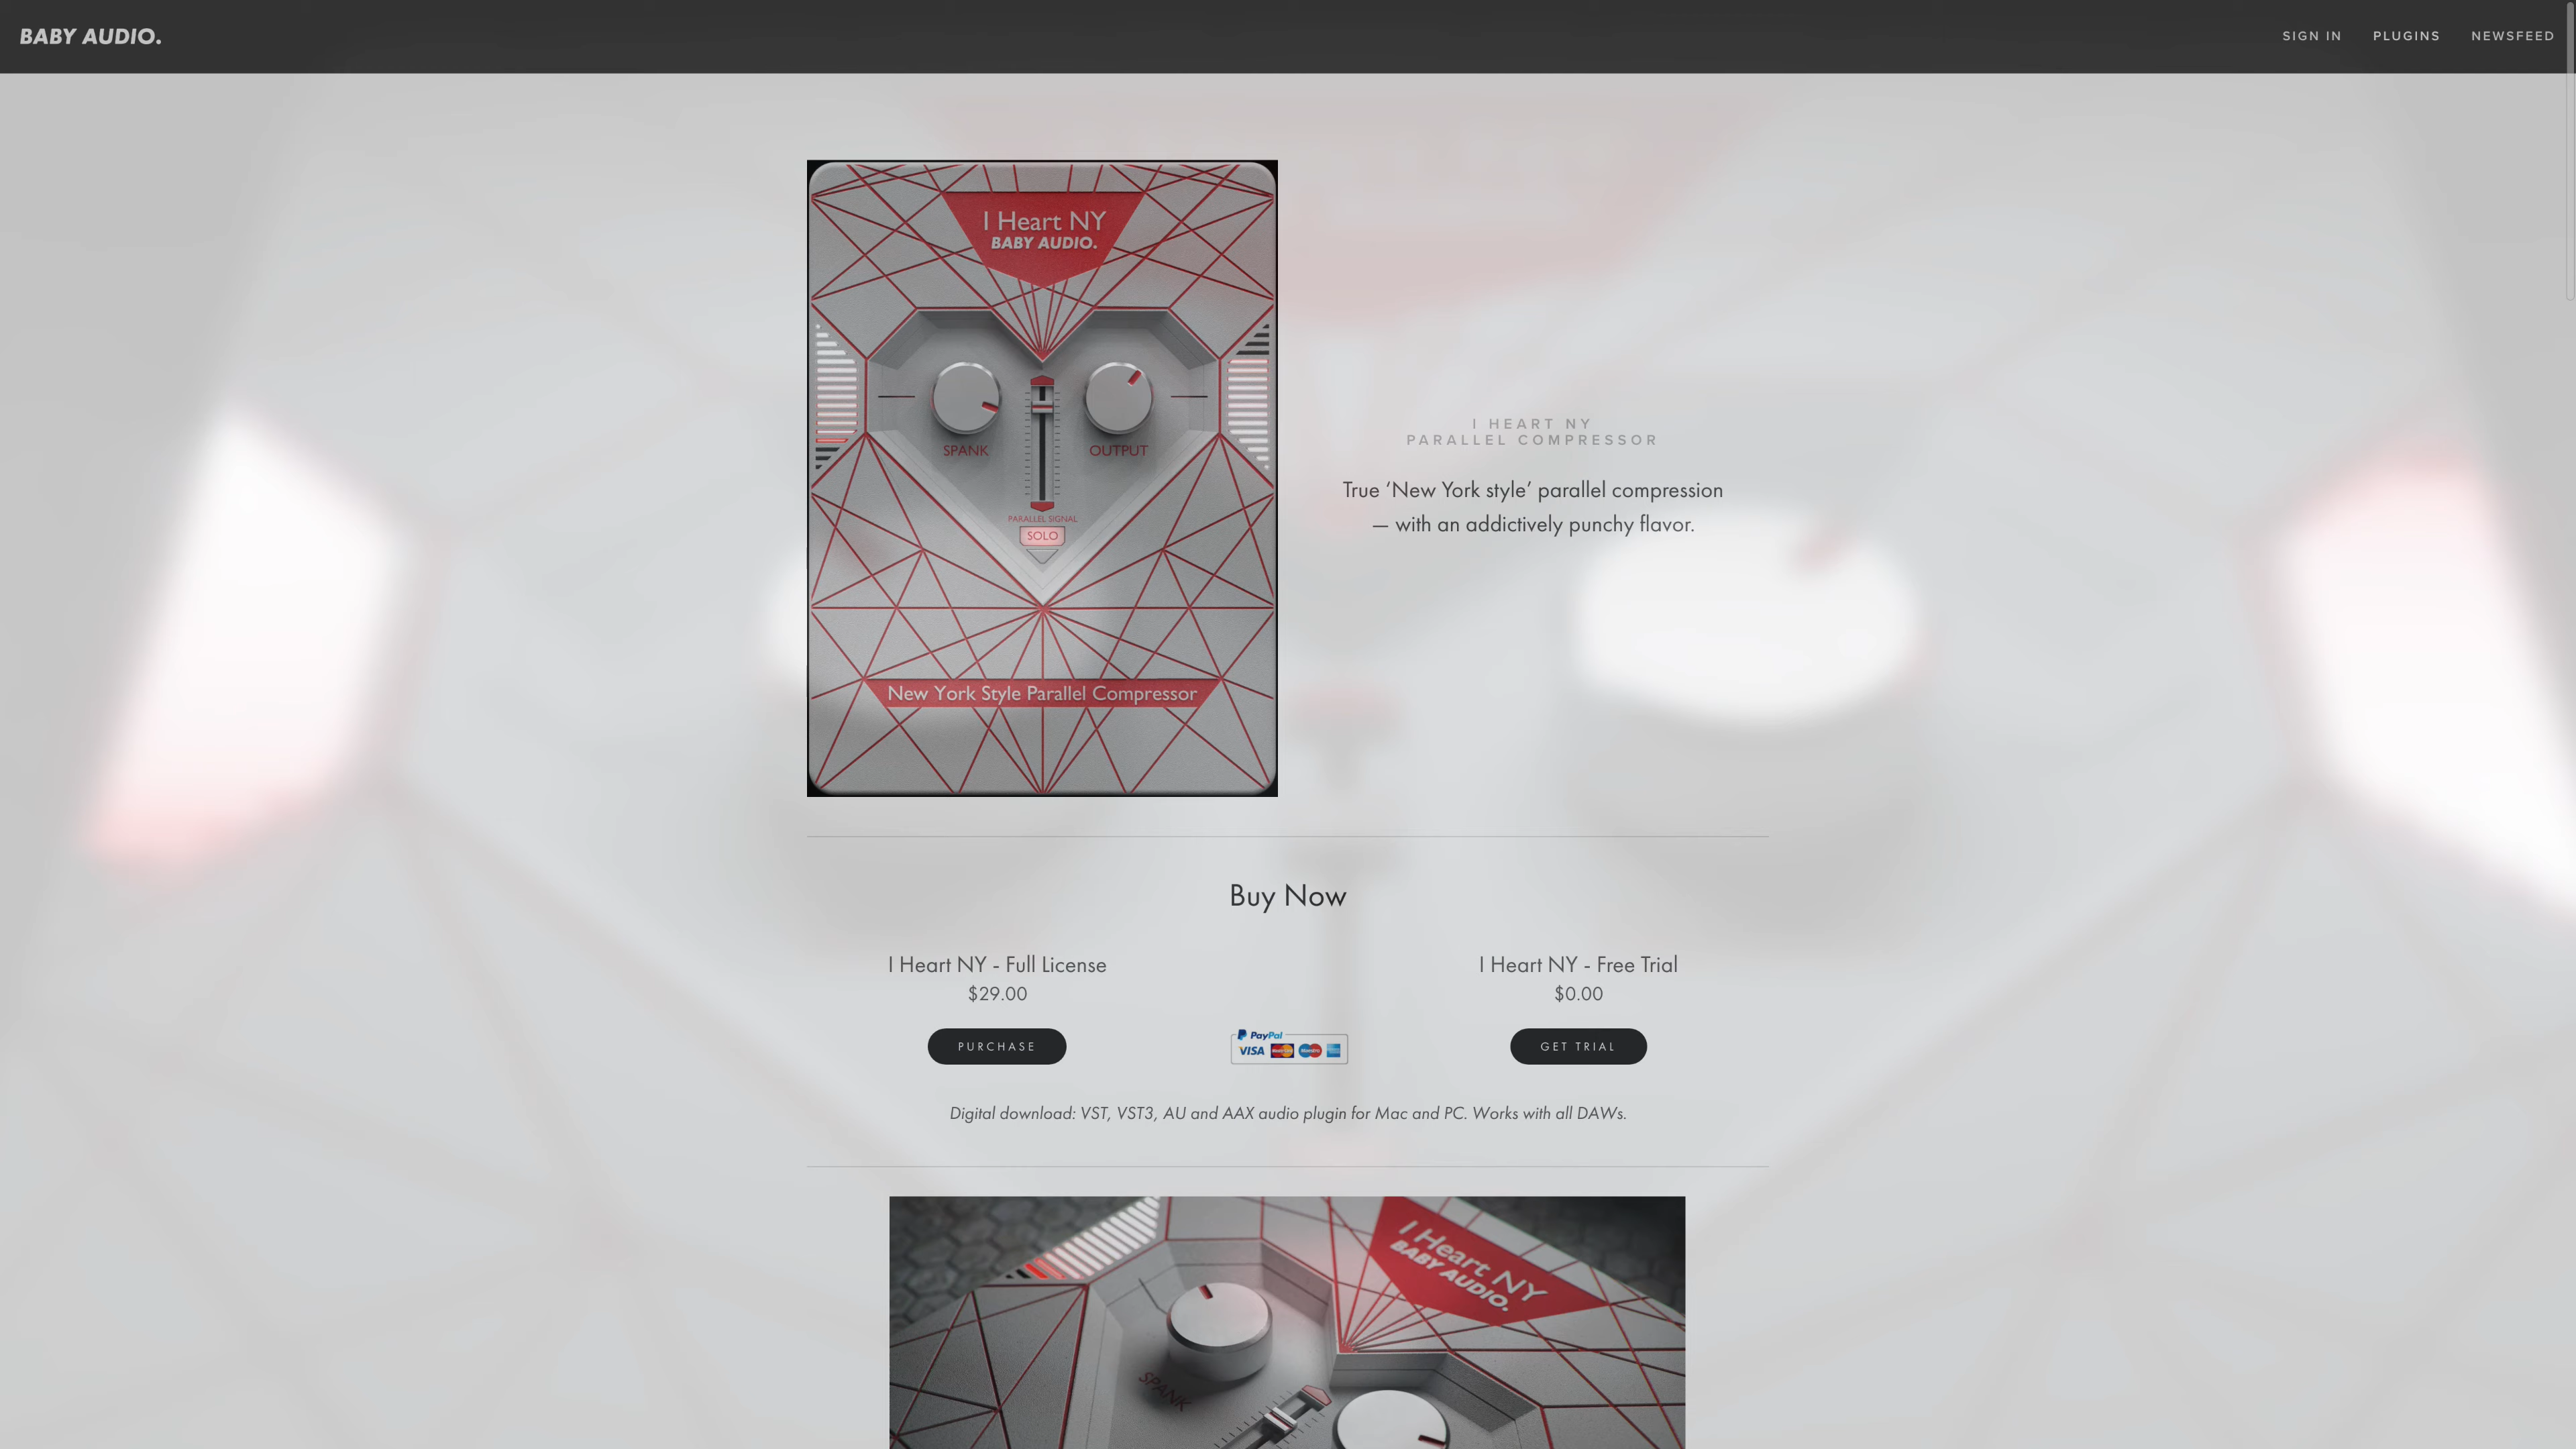 BABY AUDIO.
SIGN IN
PLUGINS
NEWSFEED
I Heart NY
BABY AUDIO.
SPANK
OUTPUT
PARALLEL SIGNAL
SOLO
New York Style Parallel Compressor
I HEART NY
PARALLEL COMPRESSOR
True ‘New York style’ parallel compression
— with an addictively punchy flavor.
Buy Now
I Heart NY - Full License
$29.00
PURCHASE
PayPal
VISA
I Heart NY - Free Trial
$0.00
GET TRIAL
Digital download: VST, VST3, AU and AAX audio plugin for Mac and PC. Works with all DAWs.
I Heart NY
BABY AUDIO.
SPANK